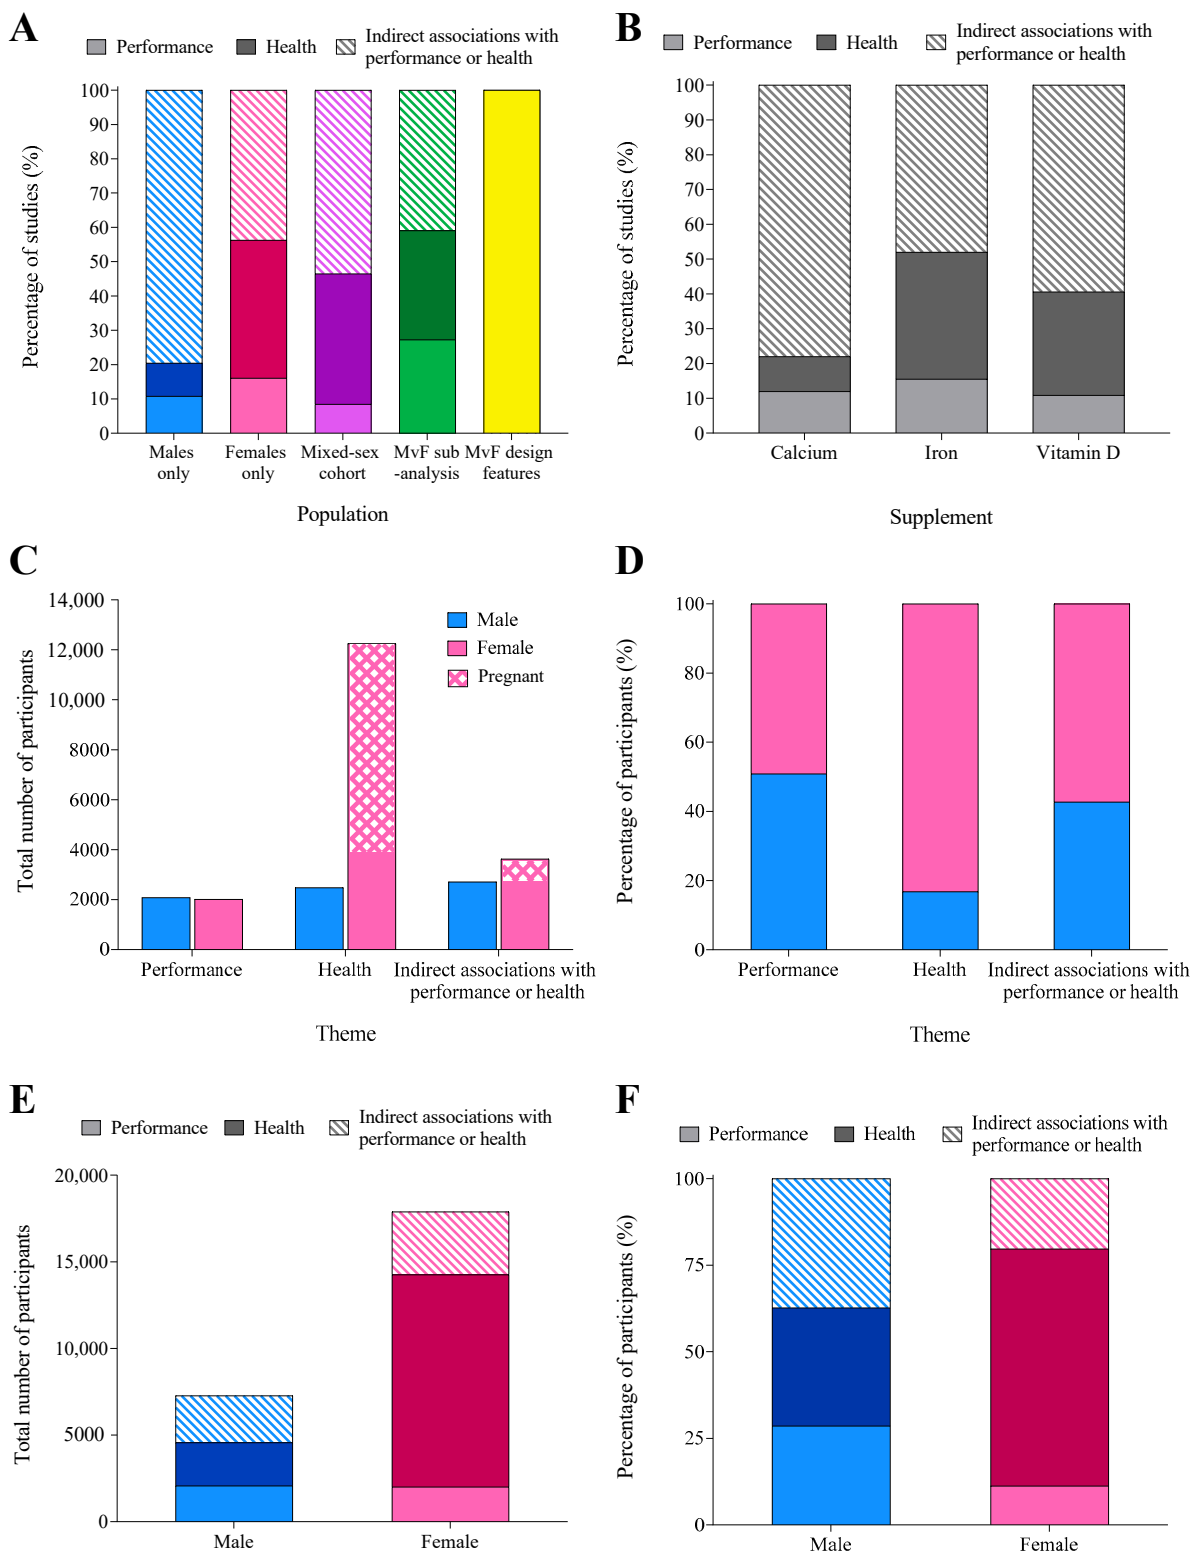 A
Performance
Health
Indirect associations with
performance or health
Percentage of studies (%)
100
90
80
70
60
50
40
30
20
10
0
Males
only
Females
only
Mixed-sex
cohort
MvF sub
-analysis
MvF design
features
Population
B
Performance
Health
Indirect associations with
performance or health
Percentage of studies (%)
100
90
80
70
60
50
40
30
20
10
0
Calcium
Iron
Vitamin D
Supplement
C
Total number of participants
14,000
12,000
10,000
8000
6000
4000
2000
0
Male
Female
Pregnant
Performance
Health
Indirect associations with
performance or health
Theme
D
Percentage of participants (%)
100
80
60
40
20
0
Performance
Health
Indirect associations with
performance or health
Theme
E
Performance
Health
Indirect associations with
performance or health
Total number of participants
20,000
15,000
10,000
5000
0
Male
Female
F
Performance
Health
Indirect associations with
performance or health
Percentage of participants (%)
100
75
50
25
0
Male
Female